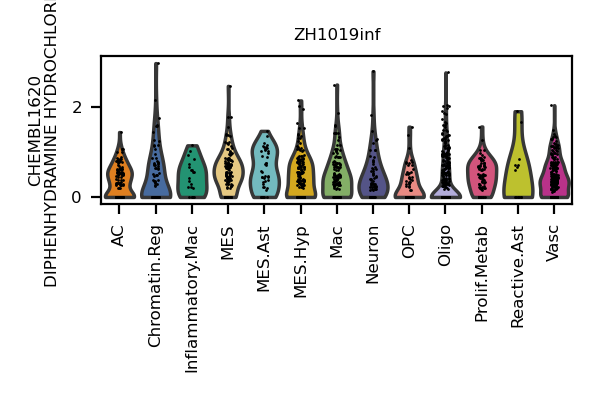 ZH1019inf
CHEMBL1620
DIPHENHYDRAMINE HYDROCHLOR
2
0
AC
Chromatin.Reg
Inflammatory.Mac
MES
MES.Ast
MES.Hyp
Mac
Neuron
OPC
Oligo
Prolif.Metab
Reactive.Ast
Vasc